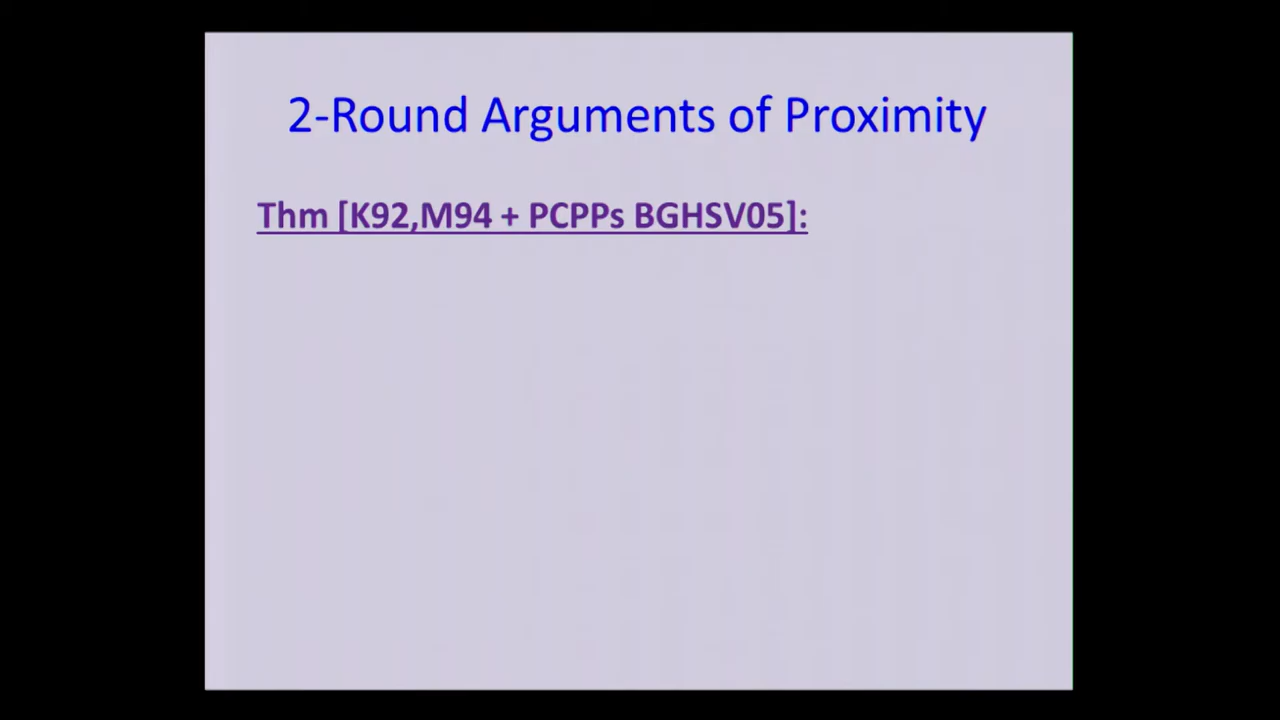 2-Round Arguments of Proximity
Thm [K92,M94 + PCPPs BGHSV05]: